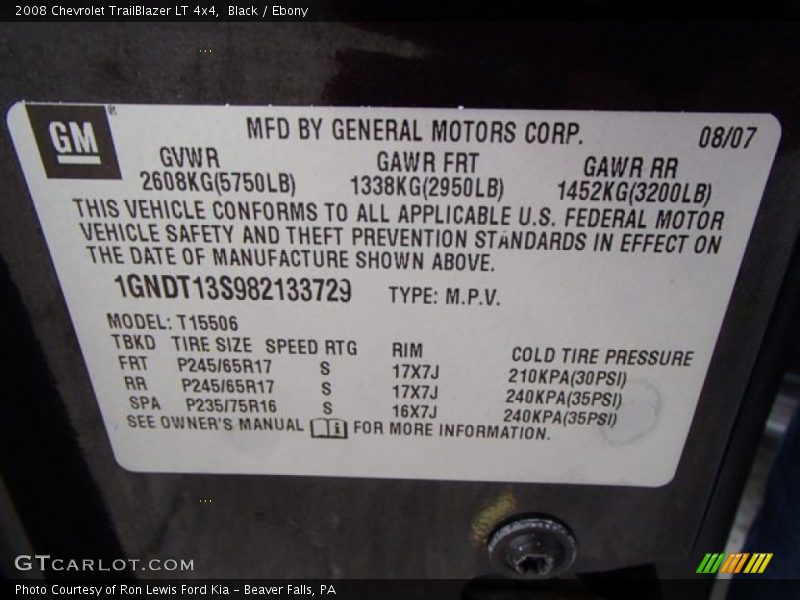 2008 Chevrolet TrailBlazer LT 4x4, Black / Ebony
GM
MFD BY GENERAL MOTORS CORP. 08/07
GVWR GAWR FRT GAWR RR
2608KG(5750LB) 1338KG(2950LB) 1452KG(3200LB)
THIS VEHICLE CONFORMS TO ALL APPLICABLE U.S. FEDERAL MOTOR
VEHICLE SAFETY AND THEFT PREVENTION STANDARDS IN EFFECT ON
THE DATE OF MANUFACTURE SHOWN ABOVE.
1GNDT13S982133729 TYPE: M.P.V.
MODEL: T15506
TBKD TIRE SIZE SPEED RTG RIM COLD TIRE PRESSURE
FRT P245/65R17 S 17X7J 210KPA(30PSI)
RR P245/65R17 S 17X7J 240KPA(35PSI)
SPA P235/75R16 S 16X7J 240KPA(35PSI)
SEE OWNER'S MANUAL FOR MORE INFORMATION.
GTCARLOT.COM
Photo Courtesy of Ron Lewis Ford Kia - Beaver Falls, PA